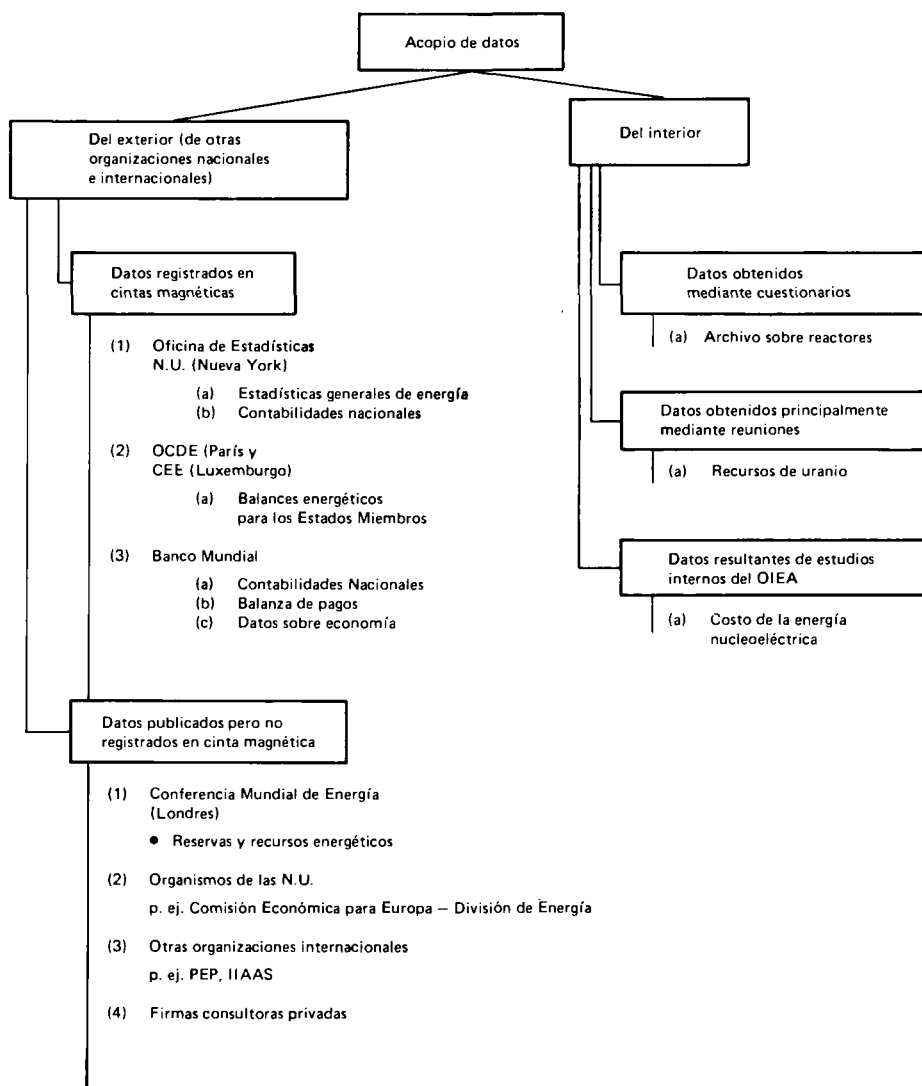 Acopio de datos
Del exterior (de otras
organizaciones nacionales
e internacionales)
Datos registrados en
cintas magnéticas
(1) Oficina de Estadísticas
N.U. (Nueva York)
(a) Estadísticas generales de energía
(b) Contabilidades nacionales
(2) OCDE (París y
CEE (Luxemburgo)
(a) Balances energéticos
para los Estados Miembros
(3) Banco Mundial
(a) Contabilidades Nacionales
(b) Balanza de pagos
(c) Datos sobre economía
Datos publicados pero no
registrados en cinta magnética
(1) Conferencia Mundial de Energía
(Londres)
● Reservas y recursos energéticos
(2) Organismos de las N.U.
p. ej. Comisión Económica para Europa — División de Energía
(3) Otras organizaciones internacionales
p. ej. PEP, IIAAS
(4) Firmas consultoras privadas
Del interior
Datos obtenidos
mediante cuestionarios
(a) Archivo sobre reactores
Datos obtenidos principalmente
mediante reuniones
(a) Recursos de uranio
Datos resultantes de estudios
internos del OIEA
(a) Costo de la energía
nucleoeléctrica